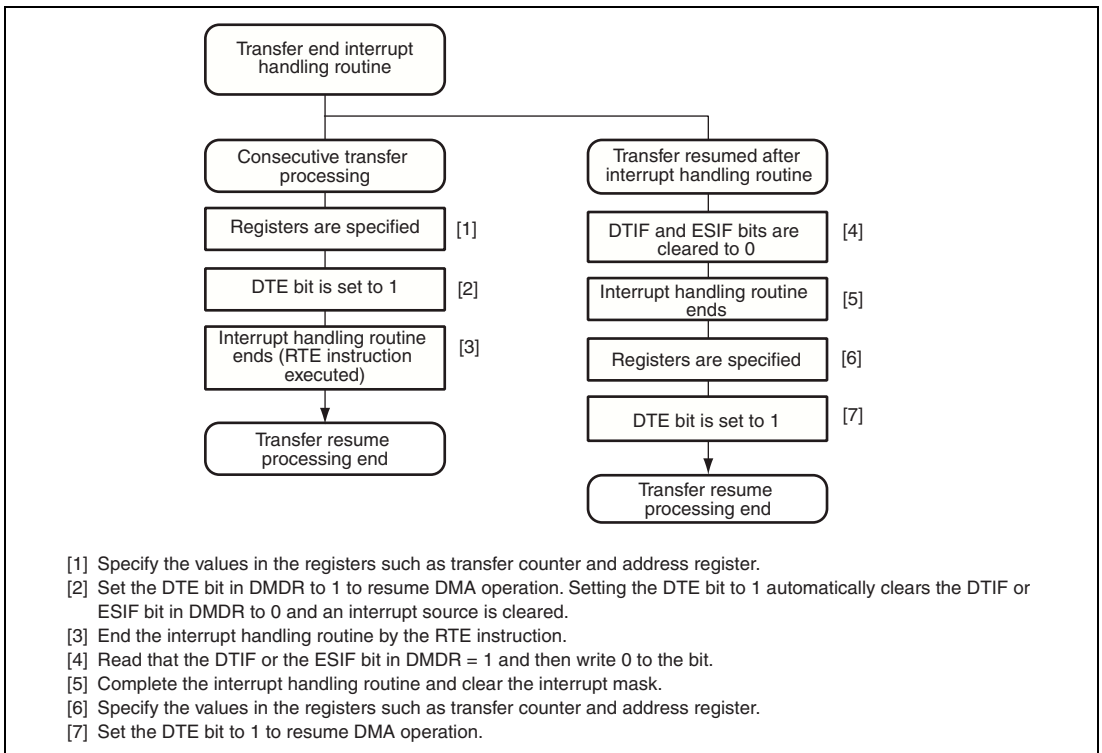 Transfer end interrupt
handling routine
Consecutive transfer
processing
Registers are specified
[1]
DTE bit is set to 1
[2]
Interrupt handling routine
ends (RTE instruction
executed)
[3]
Transfer resume
processing end
Transfer resumed after
interrupt handling routine
DTIF and ESIF bits are
cleared to 0
[4]
Interrupt handling routine
ends
[5]
Registers are specified
[6]
DTE bit is set to 1
[7]
Transfer resume
processing end
[1] Specify the values in the registers such as transfer counter and address register.
[2] Set the DTE bit in DMDR to 1 to resume DMA operation. Setting the DTE bit to 1 automatically clears the DTIF or
ESIF bit in DMDR to 0 and an interrupt source is cleared.
[3] End the interrupt handling routine by the RTE instruction.
[4] Read that the DTIF or the ESIF bit in DMDR = 1 and then write 0 to the bit.
[5] Complete the interrupt handling routine and clear the interrupt mask.
[6] Specify the values in the registers such as transfer counter and address register.
[7] Set the DTE bit to 1 to resume DMA operation.